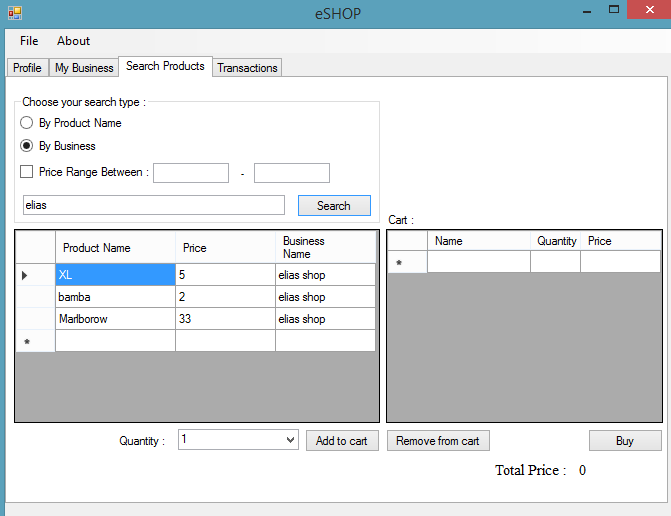 eSHOP
File About
Profile My Business Search Products Transactions
Choose your search type :
By Product Name
By Business
Price Range Between : -
elias Search
Cart :
Product Name Price Business Name
XL 5 elias shop
bamba 2 elias shop
Marlborow 33 elias shop
*
Name Quantity Price
*
Quantity : 1 Add to cart Remove from cart Buy
Total Price : 0